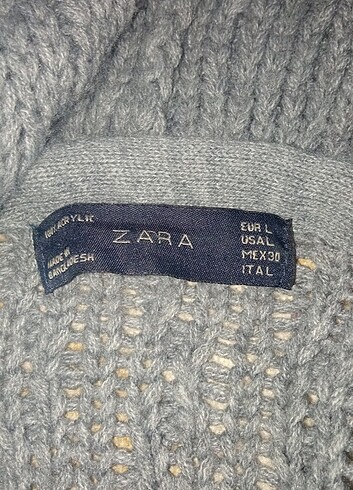 100% ACRYLIC
MADE IN
BANGLADESH
ZARA
EUR L
USA L
MEX 30
ITA L